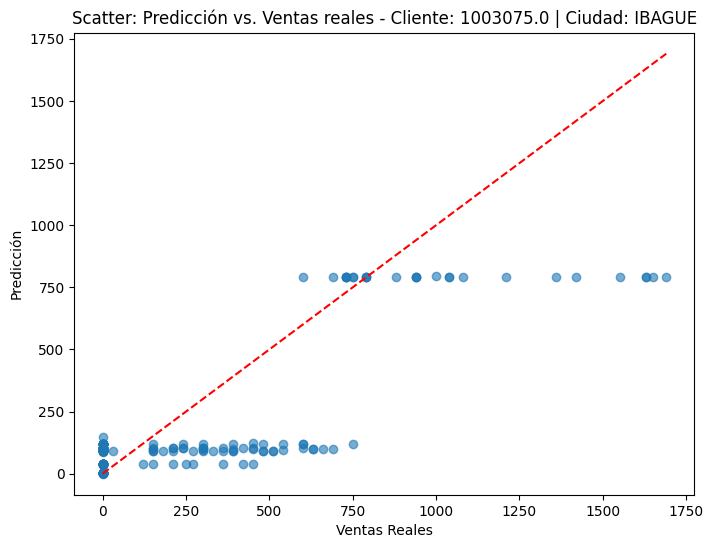 Scatter: Predicción vs. Ventas reales - Cliente: 1003075.0 | Ciudad: IBAGUE
1750
1500
1250
1000
750
500
250
0
Predicción
0 250 500 750 1000 1250 1500 1750
Ventas Reales